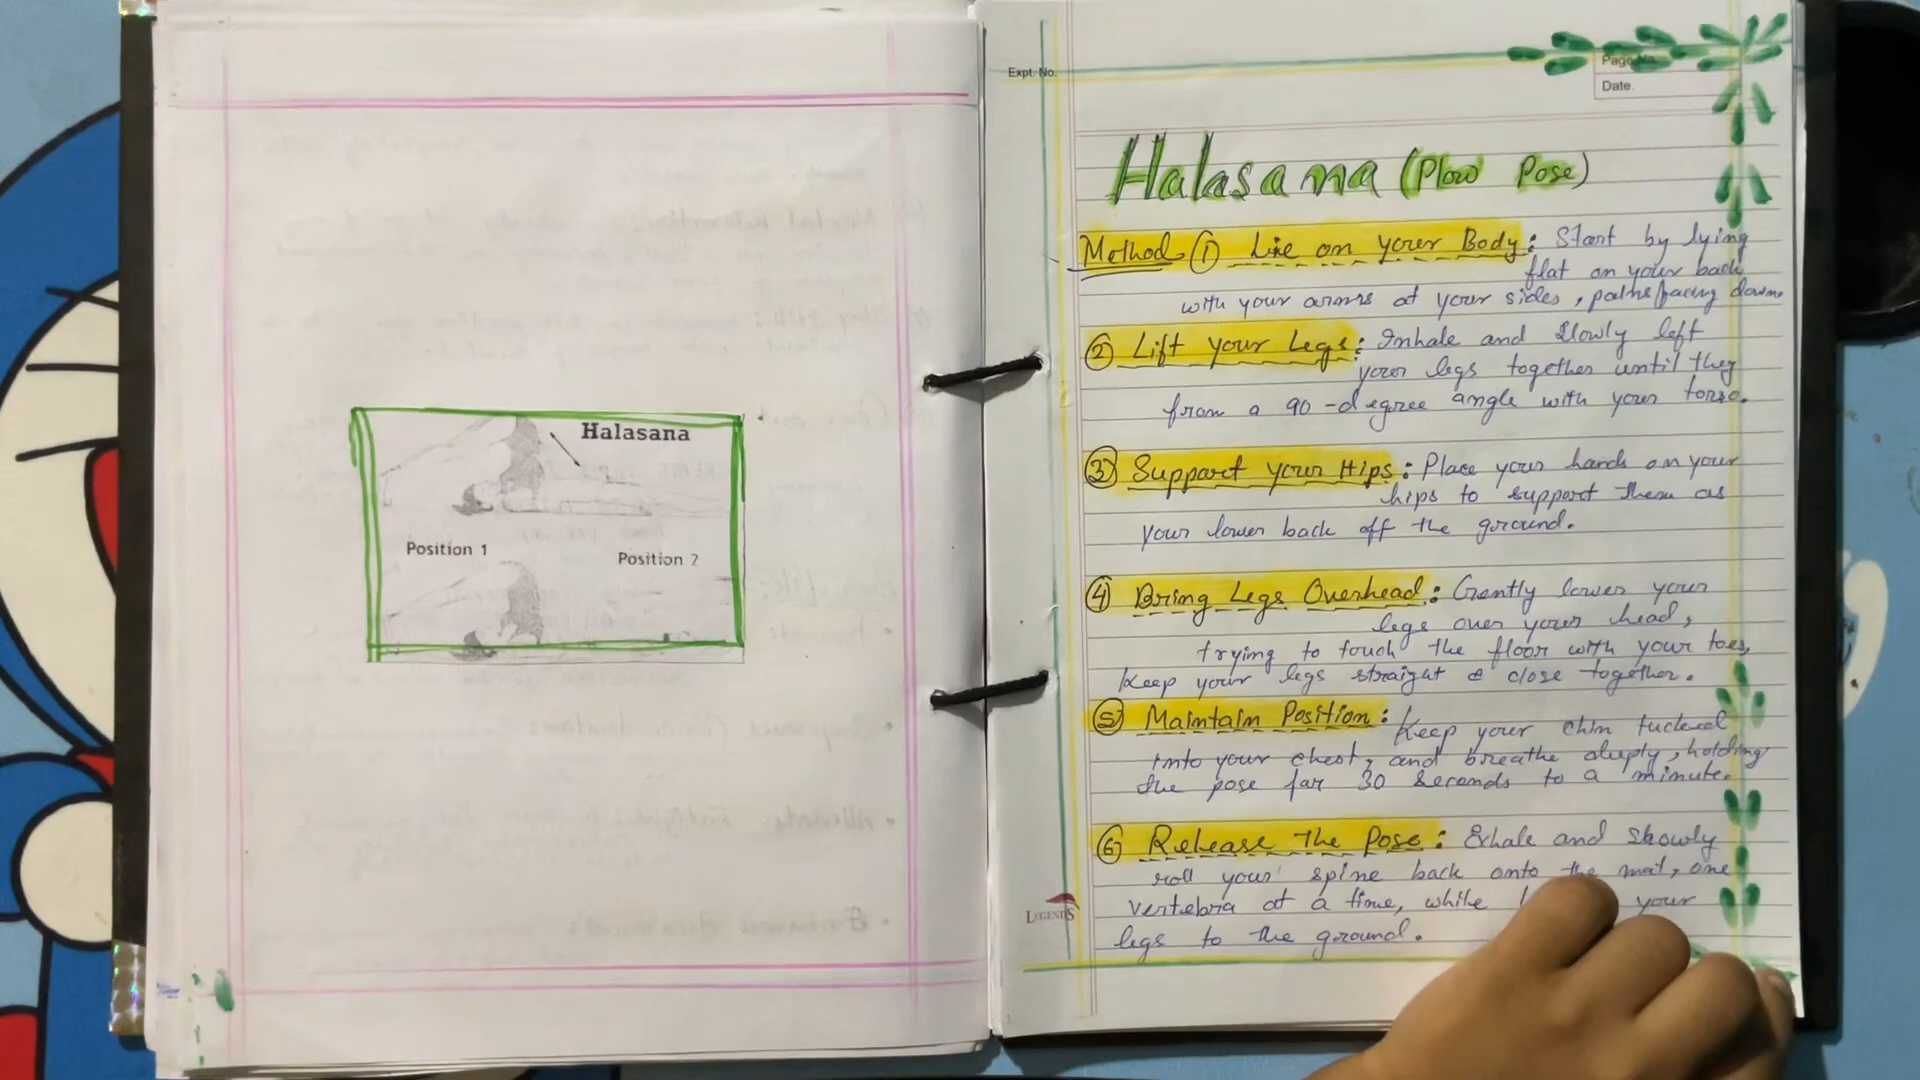 Halasana
Position 1
Position 2
Expt. No.
Page No.
Date.
Halasana (Plow Pose)
Method ① Lie on your Body: Start by lying
flat on your back
with your arms at your sides, palms facing down
② Lift your Legs: Inhale and slowly left
your legs together until they
from a 90-degree angle with your torso.
③ Support your Hips: Place your hands on your
hips to support them as
your lower back off the ground.
④ Bring Legs Overhead: Gently lower your
legs over your head,
trying to touch the floor with your toes,
Keep your legs straight & close together.
⑤ Maintain Position: Keep your chin tucked
into your chest, and breathe deeply, holding
the pose for 30 seconds to a minute.
⑥ Release The Pose: Exhale and slowly
roll your spine back onto the mat, one
vertebra at a time, while your
legs to the ground.
LEGENDS